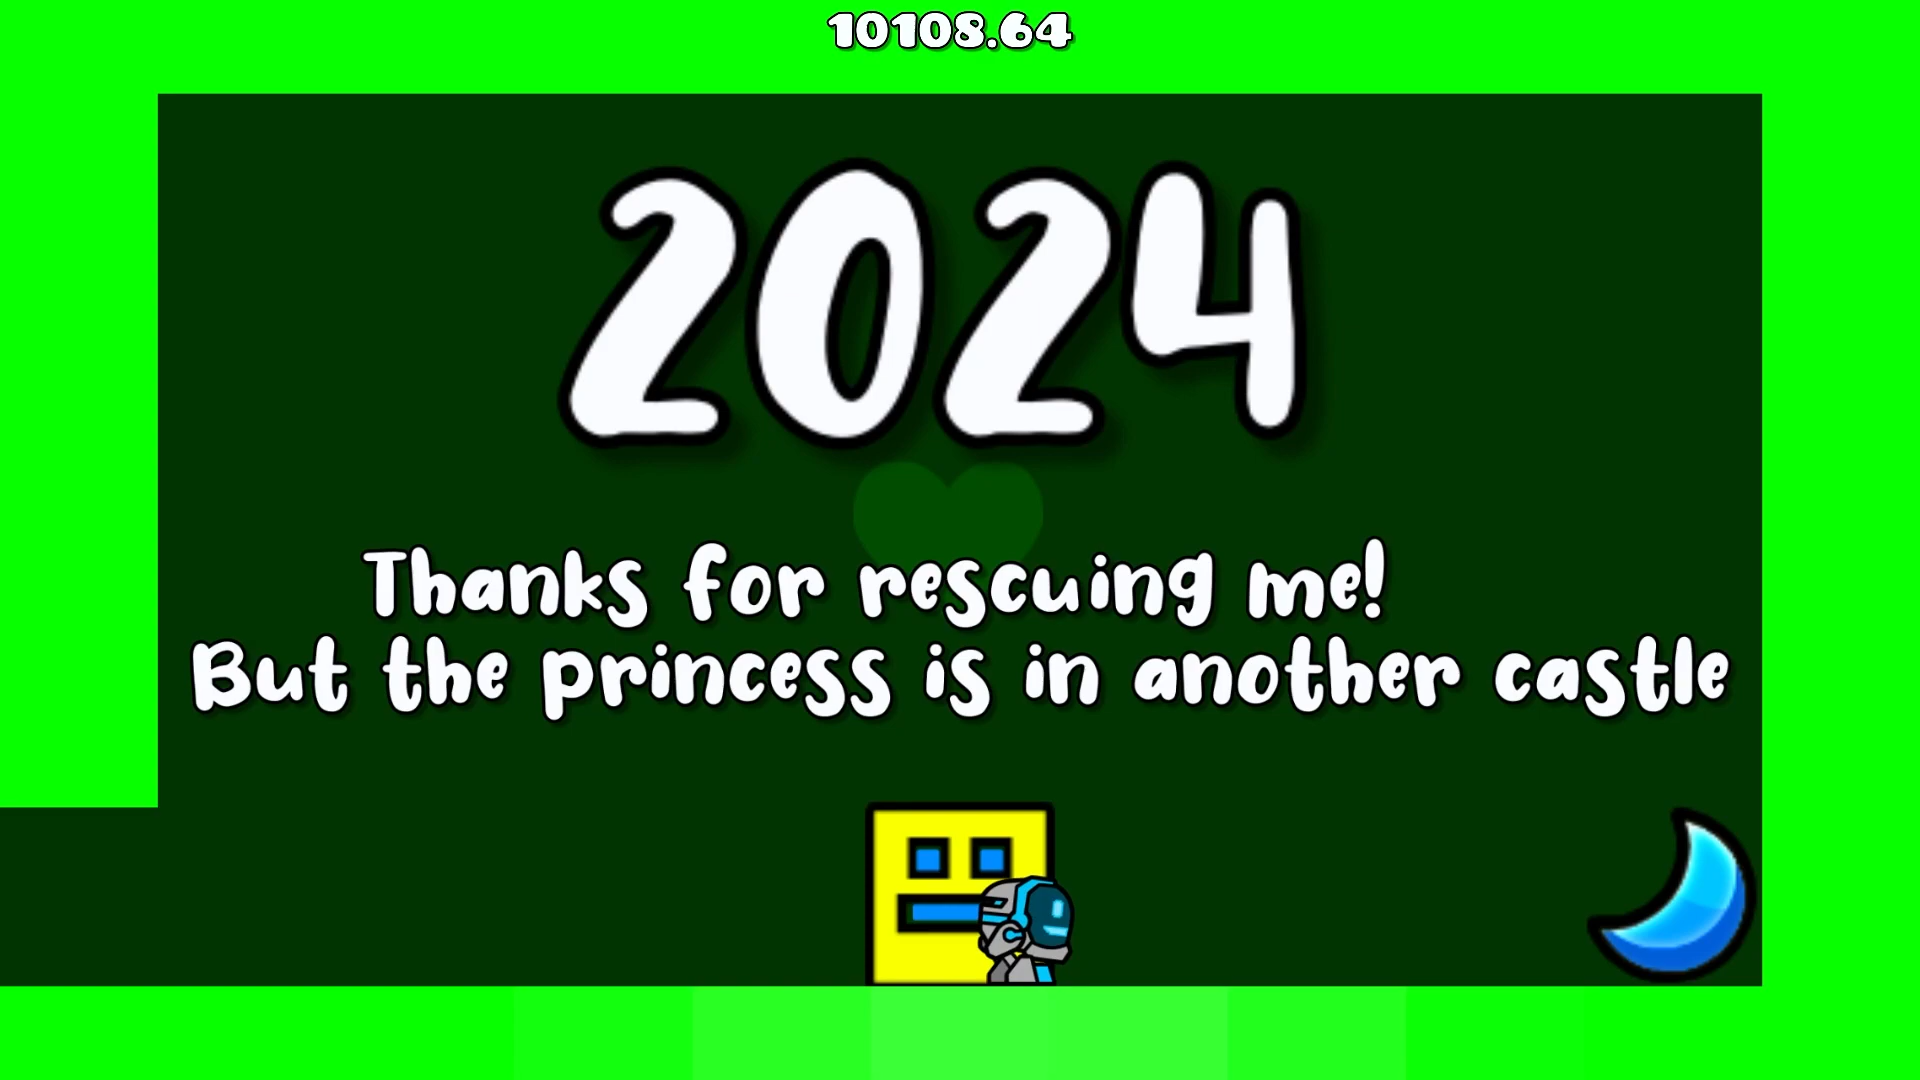 10108.64
2024
Thanks for rescuing me!
But the princess is in another castle